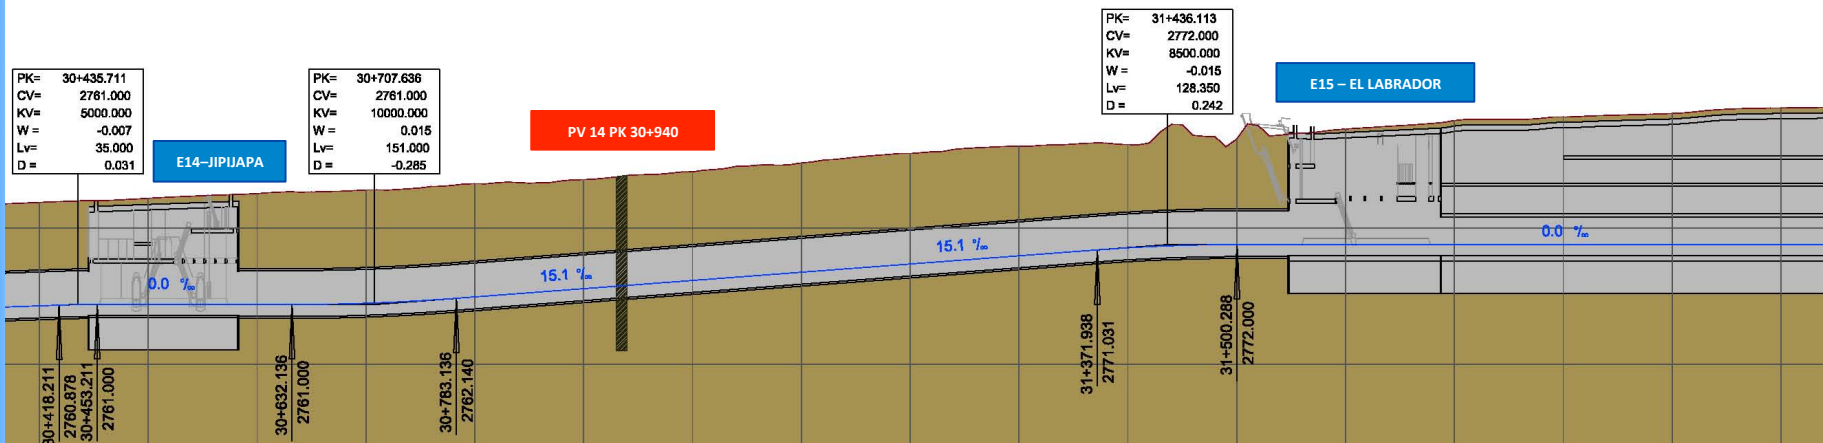 PK= 30+435.711
CV= 2761.000
KV= 5000.000
W = -0.007
Lv= 35.000
D = 0.031
E14–JIPIJAPA
PK= 30+707.636
CV= 2761.000
KV= 10000.000
W = 0.015
Lv= 151.000
D = -0.285
PV 14 PK 30+940
PK= 31+436.113
CV= 2772.000
KV= 8500.000
W = -0.015
Lv= 128.350
D = 0.242
E15 – EL LABRADOR
0.0 ‰
15.1 ‰
15.1 ‰
0.0 ‰
30+418.211
2760.878
30+453.211
2761.000
30+632.136
2761.000
30+783.136
2762.140
31+371.938
2771.031
31+500.288
2772.000